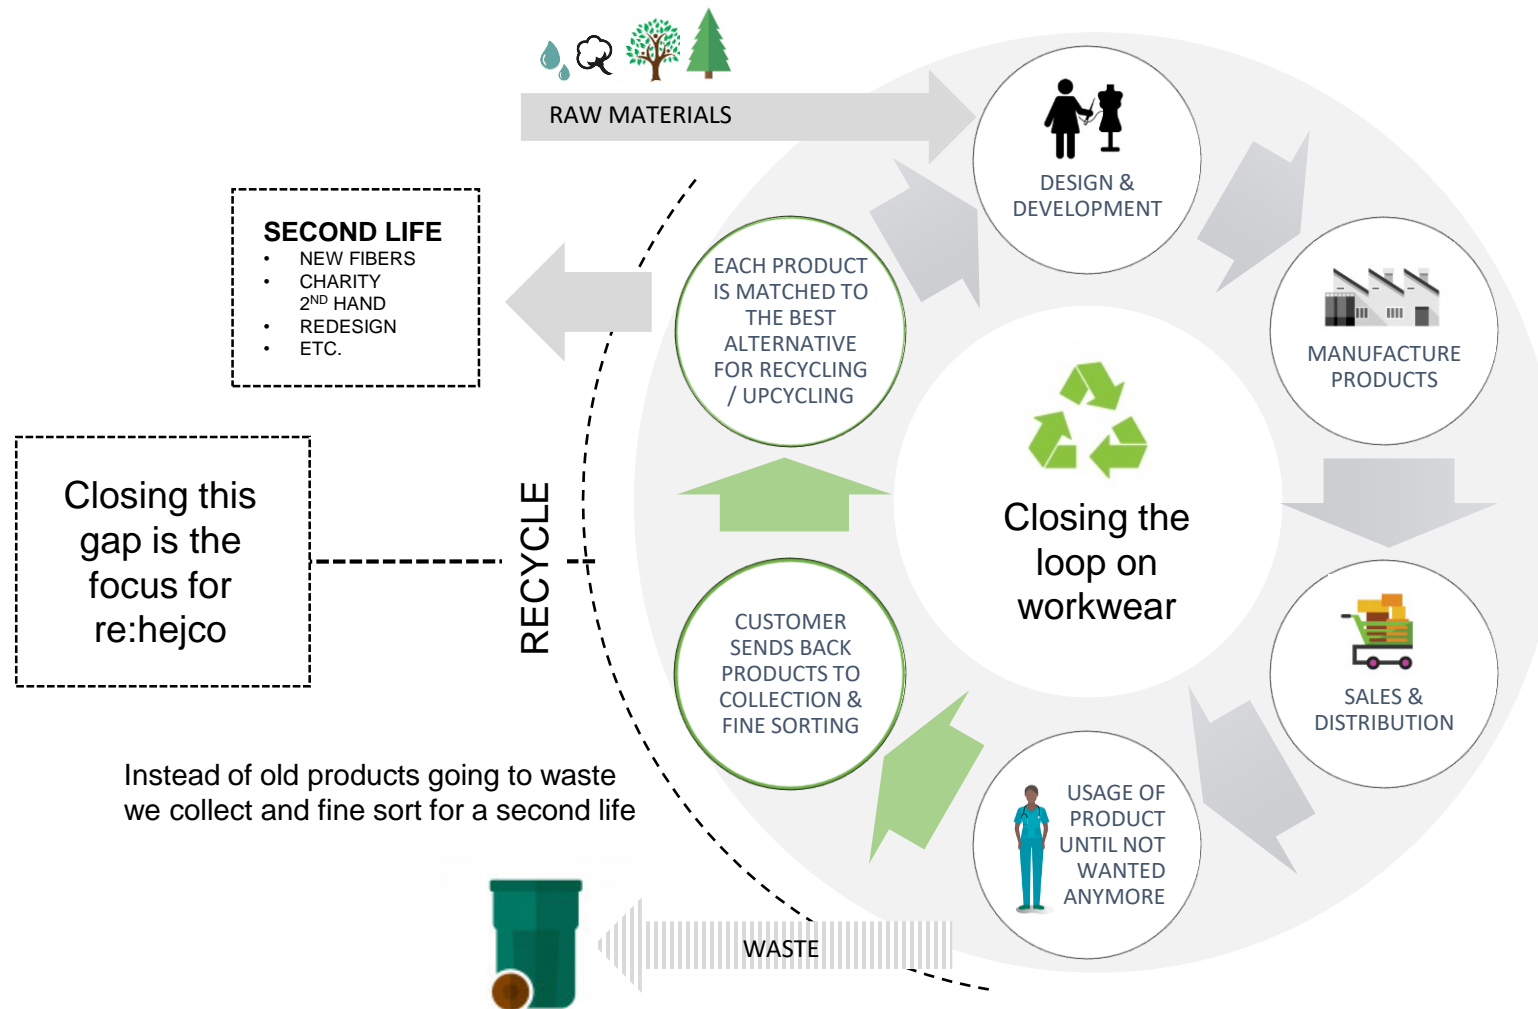 RAW MATERIALS
DESIGN &
DEVELOPMENT
MANUFACTURE
PRODUCTS
SALES &
DISTRIBUTION
USAGE OF
PRODUCT
UNTIL NOT
WANTED
ANYMORE
WASTE
CUSTOMER
SENDS BACK
PRODUCTS TO
COLLECTION &
FINE SORTING
EACH PRODUCT
IS MATCHED TO
THE BEST
ALTERNATIVE
FOR RECYCLING
/ UPCYCLING
SECOND LIFE
• NEW FIBERS
• CHARITY
2ND HAND
• REDESIGN
• ETC.
Closing this
gap is the
focus for
re:hejco
RECYCLE
Closing the
loop on
workwear
Instead of old products going to waste
we collect and fine sort for a second life